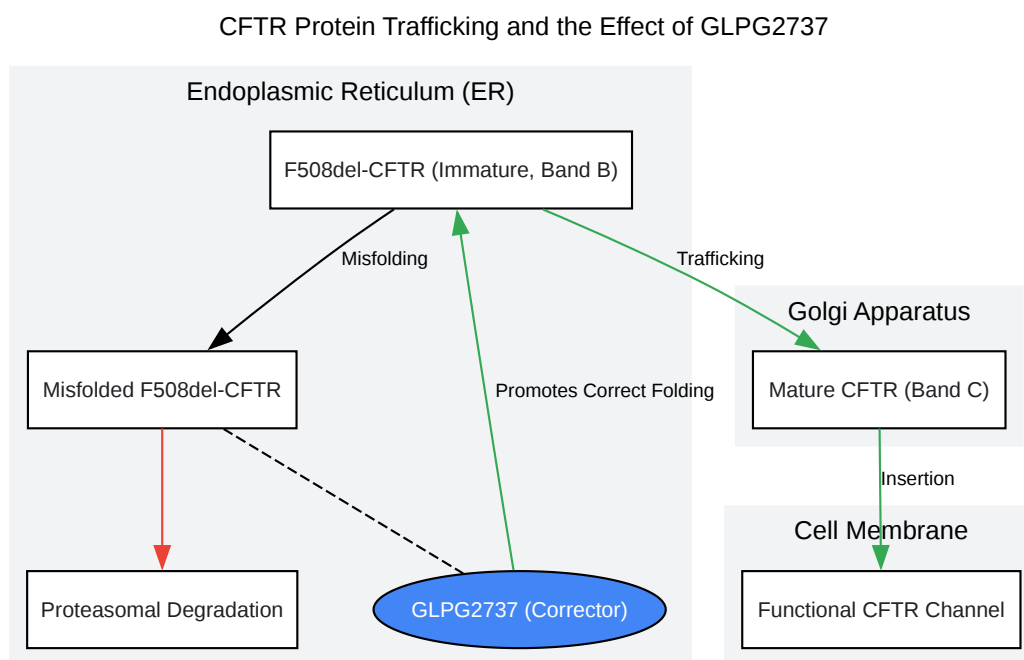 CFTR Protein Trafficking and the Effect of GLPG2737
Endoplasmic Reticulum (ER)
F508del-CFTR (Immature, Band B)
Misfolding
Trafficking
Golgi Apparatus
Misfolded F508del-CFTR
Promotes Correct Folding
Mature CFTR (Band C)
Insertion
Cell Membrane
Proteasomal Degradation
GLPG2737 (Corrector)
Functional CFTR Channel